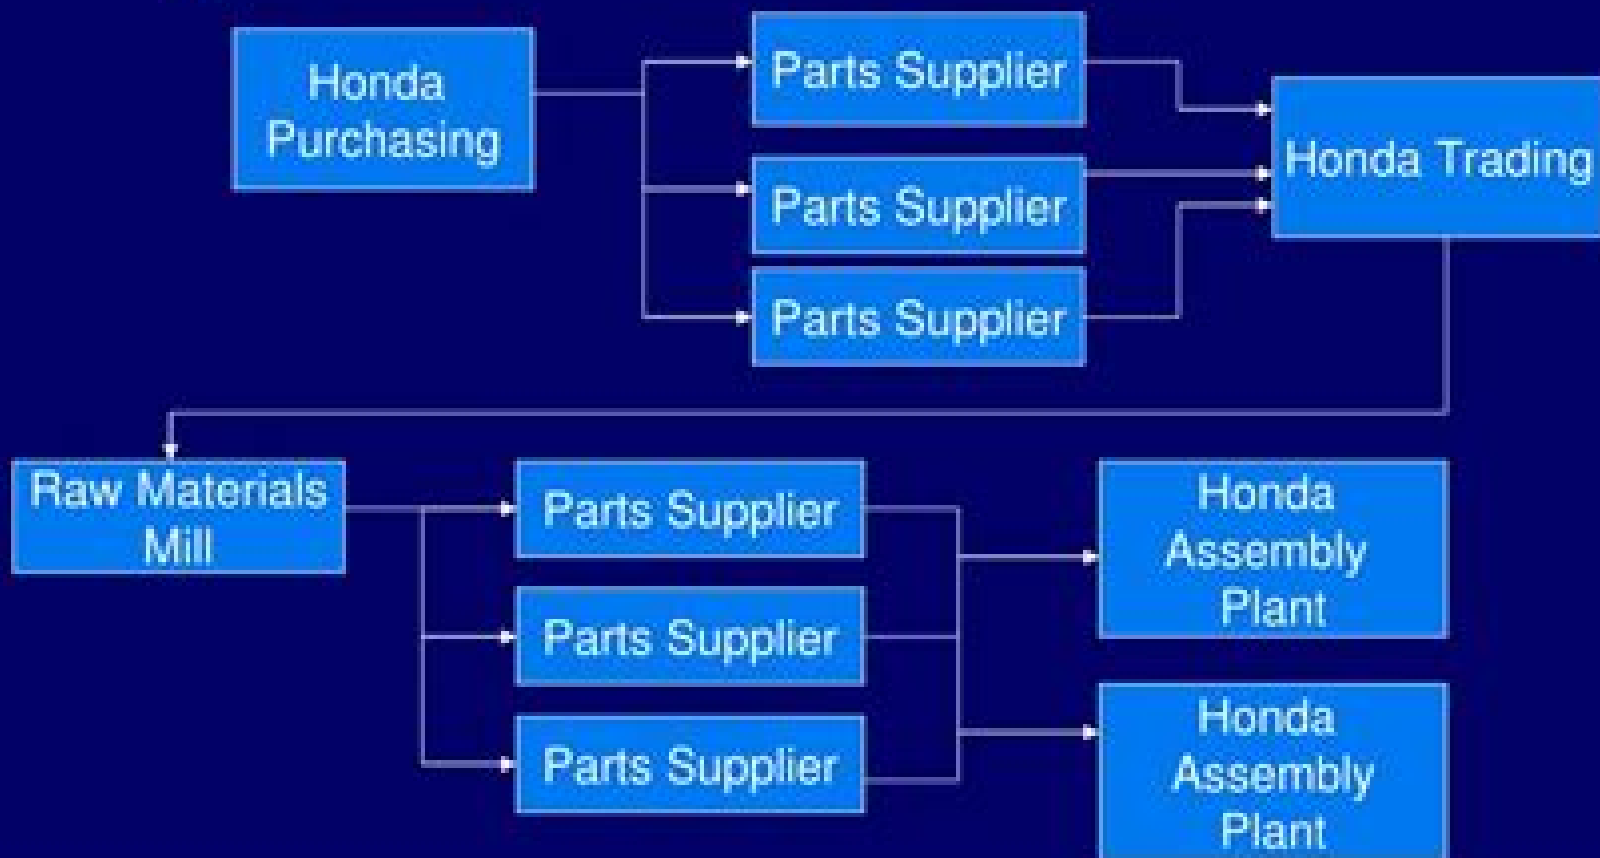 Honda
Purchasing
Parts Supplier
Parts Supplier
Parts Supplier
Honda Trading
Raw Materials
Mill
Parts Supplier
Parts Supplier
Parts Supplier
Honda
Assembly
Plant
Honda
Assembly
Plant